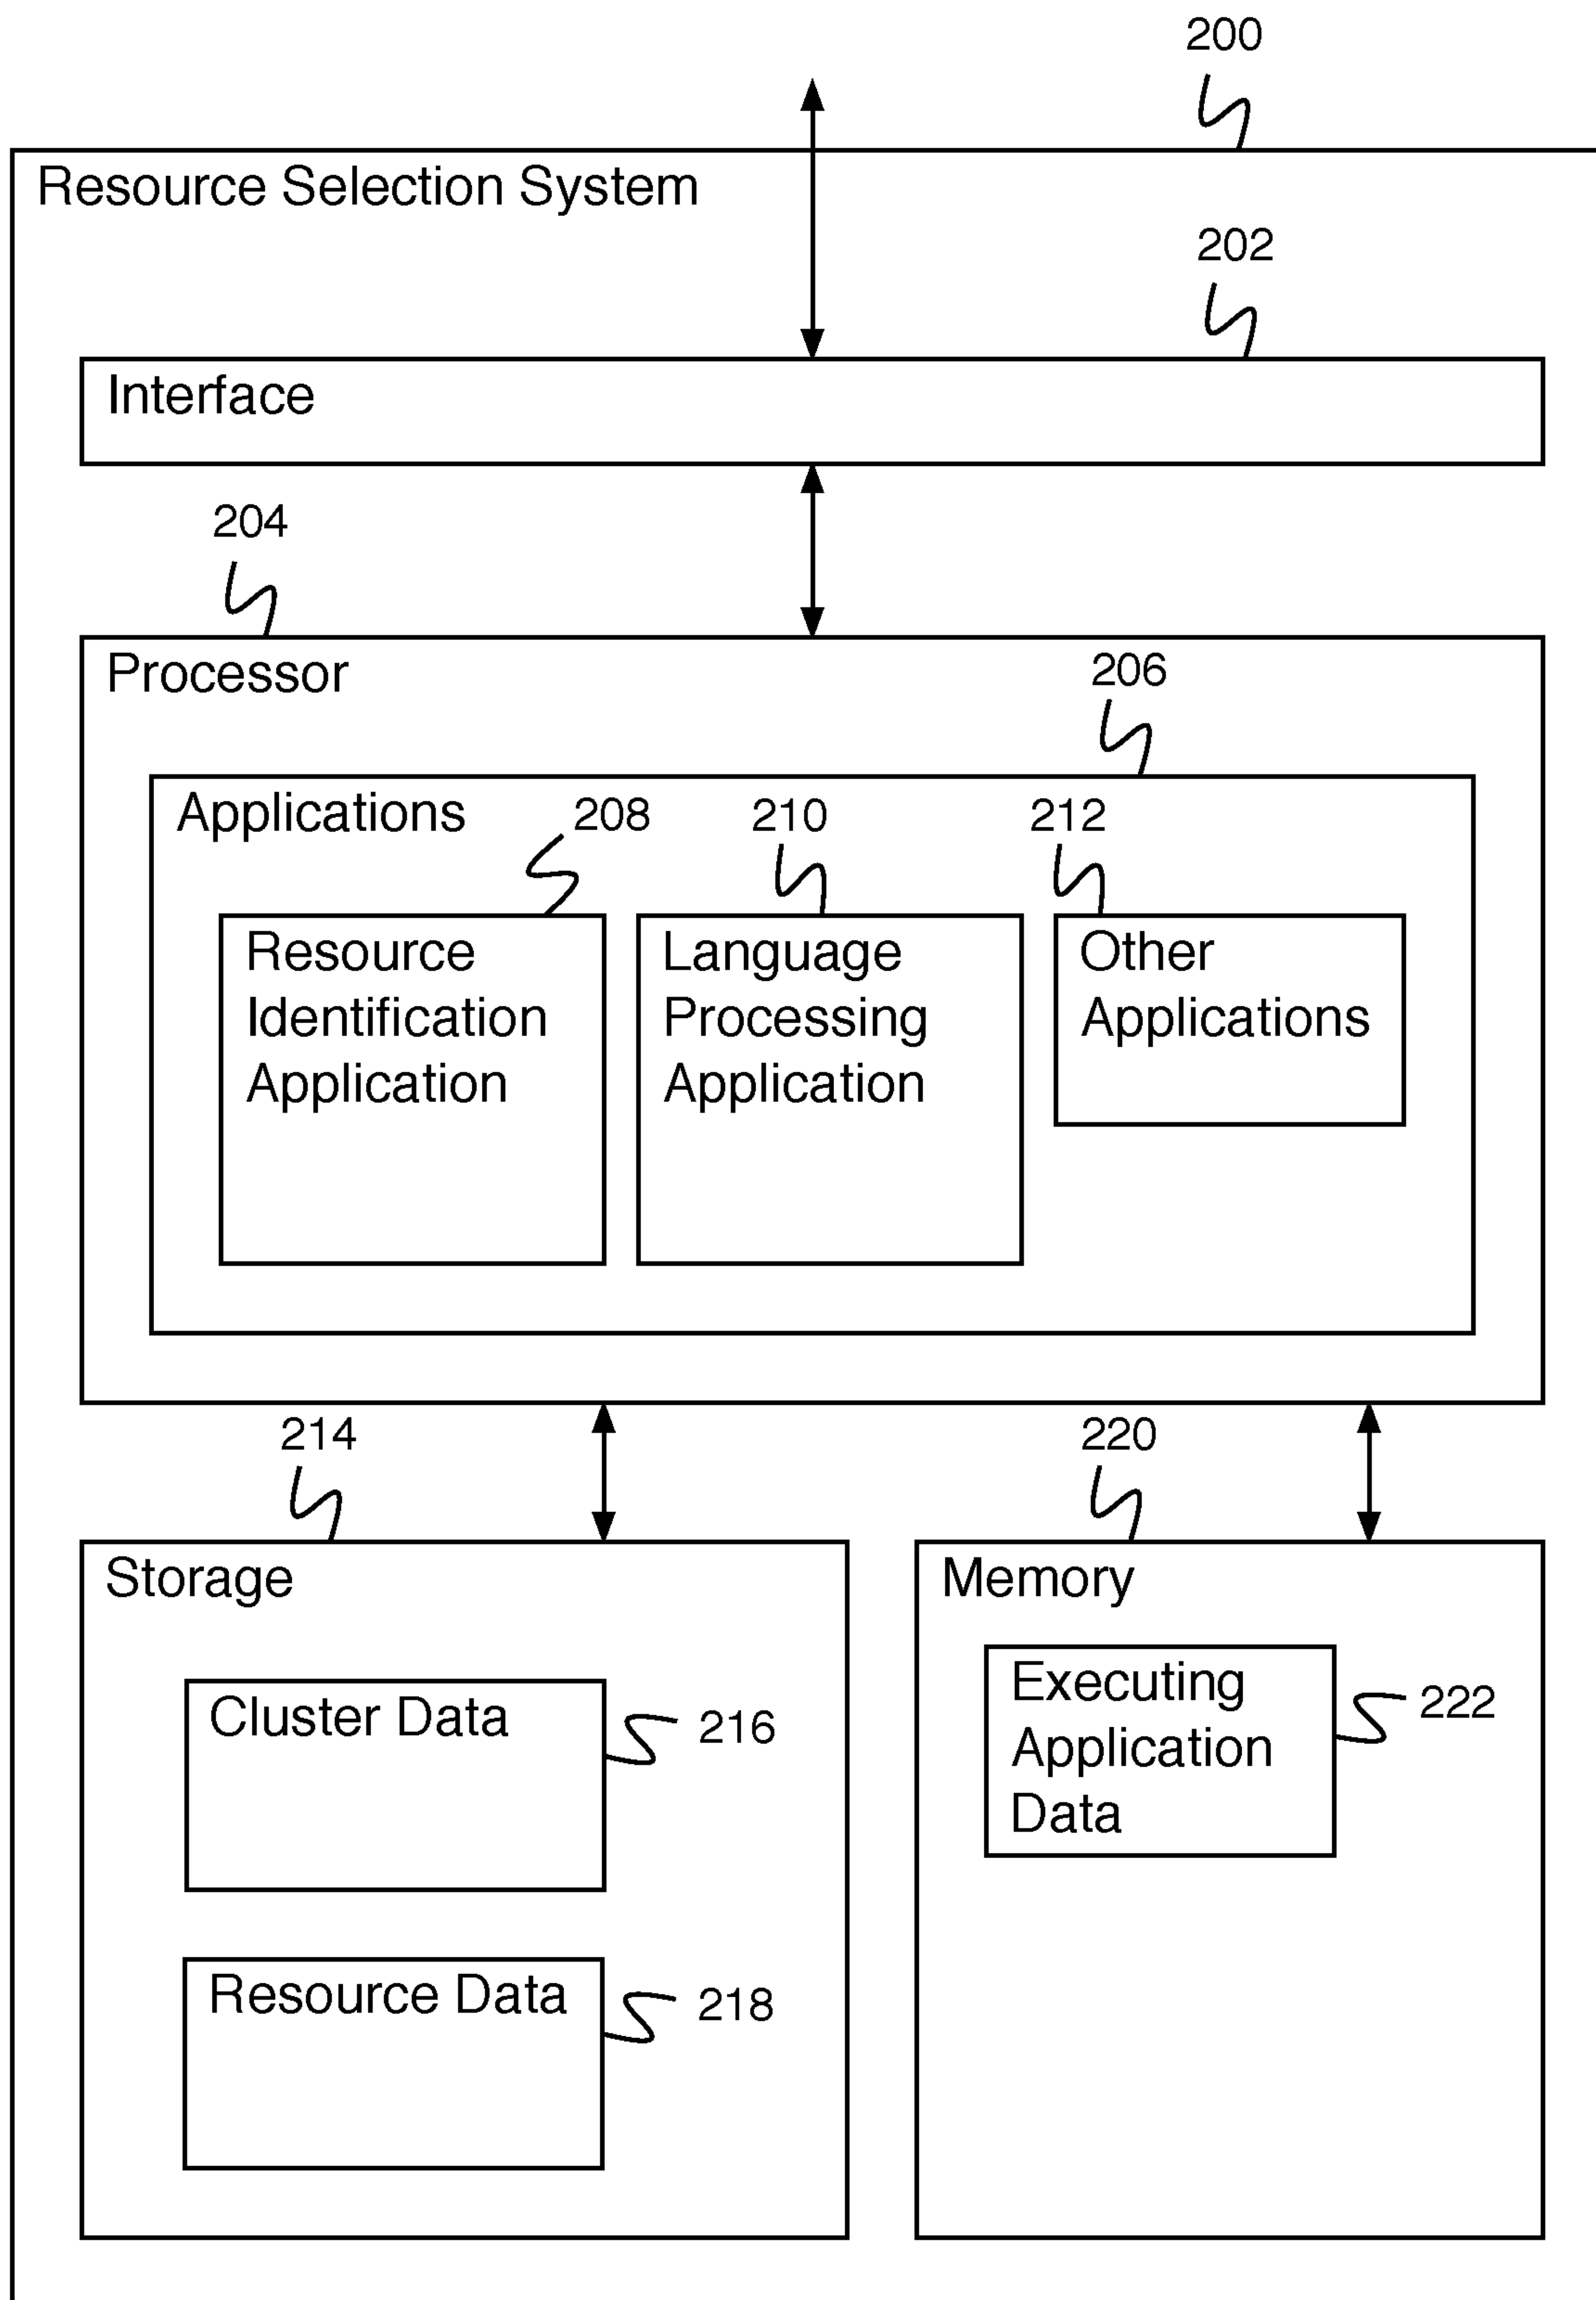 200
Resource Selection System
202
Interface
204
Processor
206
Applications
208
210
212
Resource
Identification
Application
Language
Processing
Application
Other
Applications
214
220
Storage
Memory
Cluster Data
216
Executing
Application
Data
222
Resource Data
218